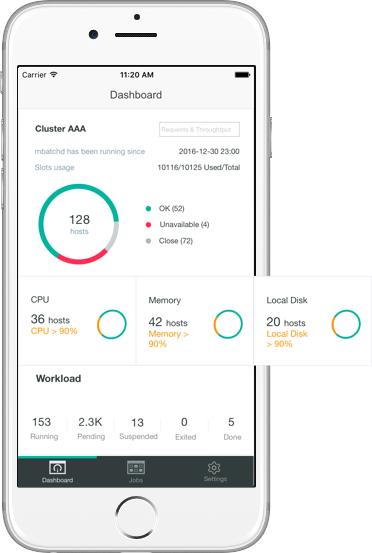 Carrier 11:20 AM
Dashboard
Cluster AAA Requests & Throughtput
mbatchd has been running since 2016-12-30 23:00
Slots usage 10116/10125 Used/Total
128
hosts
OK (52)
Unavailable (4)
Close (72)
CPU
36 hosts
CPU > 90%
Memory
42 hosts
Memory >
90%
Local Disk
20 hosts
Local Disk
> 90%
Workload
153 2.3K 13 0 5
Running Pending Suspended Exited Done
Dashboard Jobs Settings